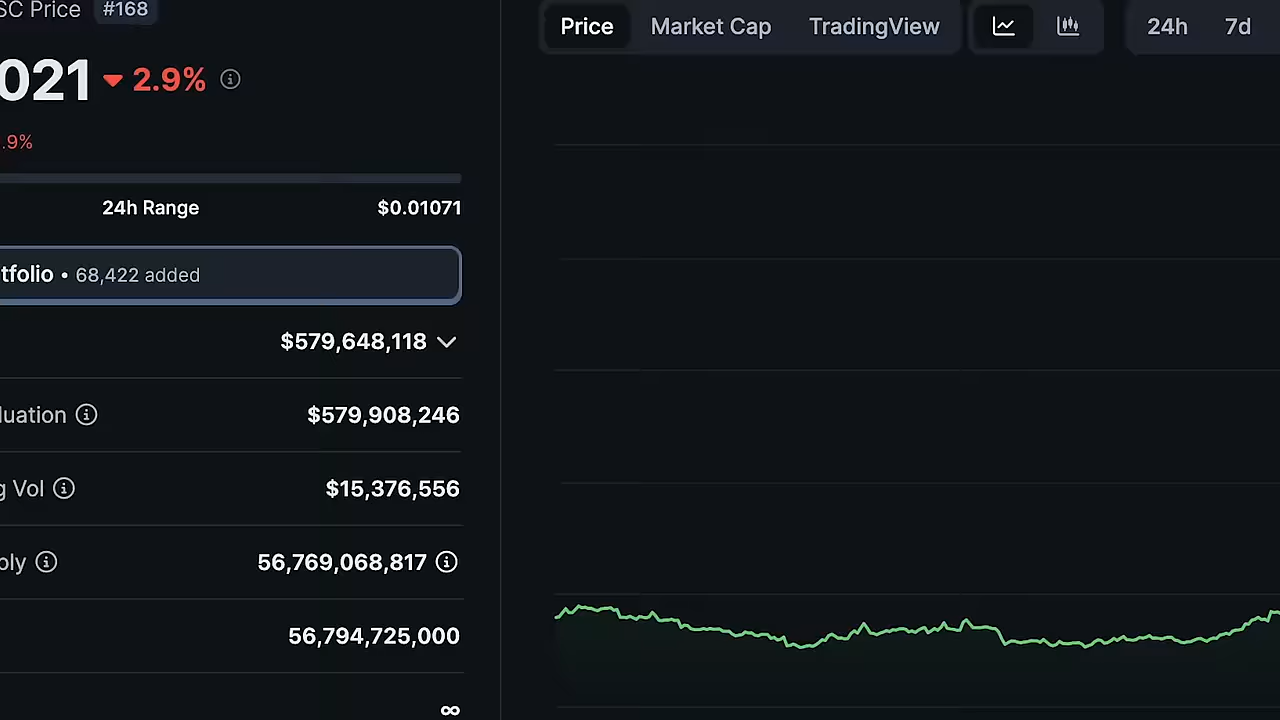 SC Price #168
021 2.9%
.9%
24h Range $0.01071
tfolio • 68,422 added
$579,648,118
luation $579,908,246
g Vol $15,376,556
ply 56,769,068,817
56,794,725,000
∞
Price Market Cap TradingView 24h 7d